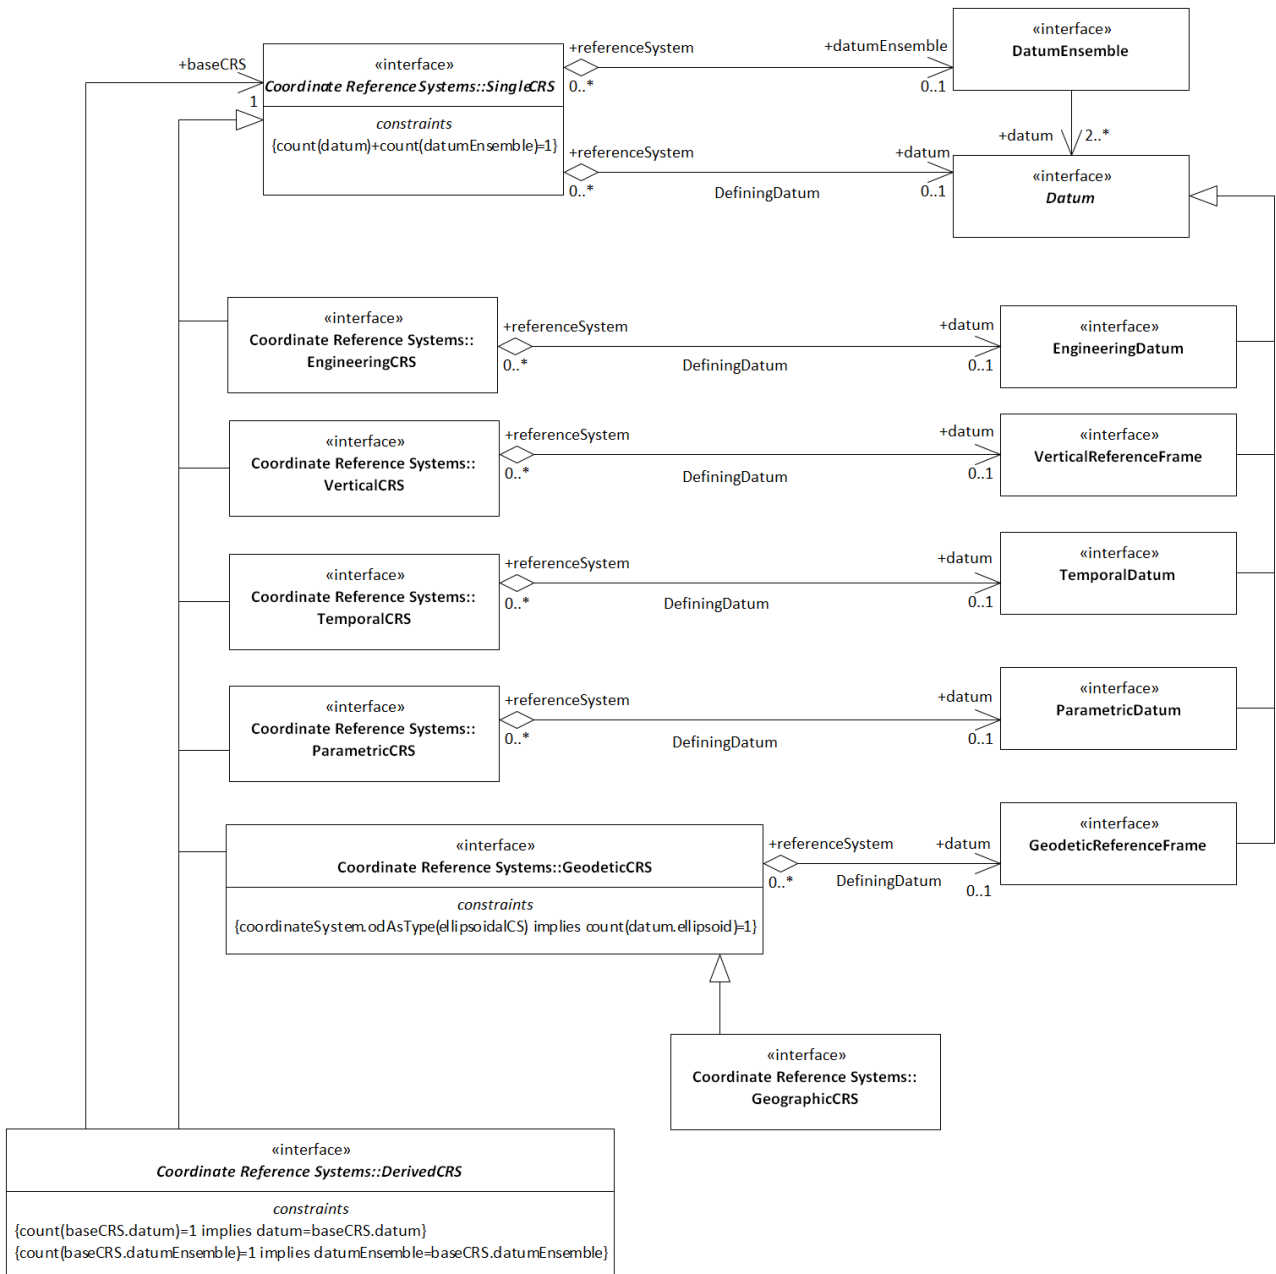 «interface»
DatumEnsemble
+referenceSystem
+datumEnsemble
0..*
0..1
+baseCRS
1
«interface»
Coordinate Reference Systems::SingleCRS
constraints
{count(datum)+count(datumEnsemble)=1}
+datum
2..*
+referenceSystem
+datum
0..*
DefiningDatum
0..1
«interface»
Datum
«interface»
Coordinate Reference Systems::
EngineeringCRS
+referenceSystem
0..*
DefiningDatum
+datum
0..1
«interface»
EngineeringDatum
«interface»
Coordinate Reference Systems::
VerticalCRS
+referenceSystem
0..*
DefiningDatum
+datum
0..1
«interface»
VerticalReferenceFrame
«interface»
Coordinate Reference Systems::
TemporalCRS
+referenceSystem
0..*
DefiningDatum
+datum
0..1
«interface»
TemporalDatum
«interface»
Coordinate Reference Systems::
ParametricCRS
+referenceSystem
0..*
DefiningDatum
+datum
0..1
«interface»
ParametricDatum
«interface»
Coordinate Reference Systems::GeodeticCRS
constraints
{coordinateSystem.odAsType(ellipsoidalCS) implies count(datum.ellipsoid)=1}
+referenceSystem
0..*
DefiningDatum
+datum
0..1
«interface»
GeodeticReferenceFrame
«interface»
Coordinate Reference Systems::
GeographicCRS
«interface»
Coordinate Reference Systems::DerivedCRS
constraints
{count(baseCRS.datum)=1 implies datum=baseCRS.datum}
{count(baseCRS.datumEnsemble)=1 implies datumEnsemble=baseCRS.datumEnsemble}